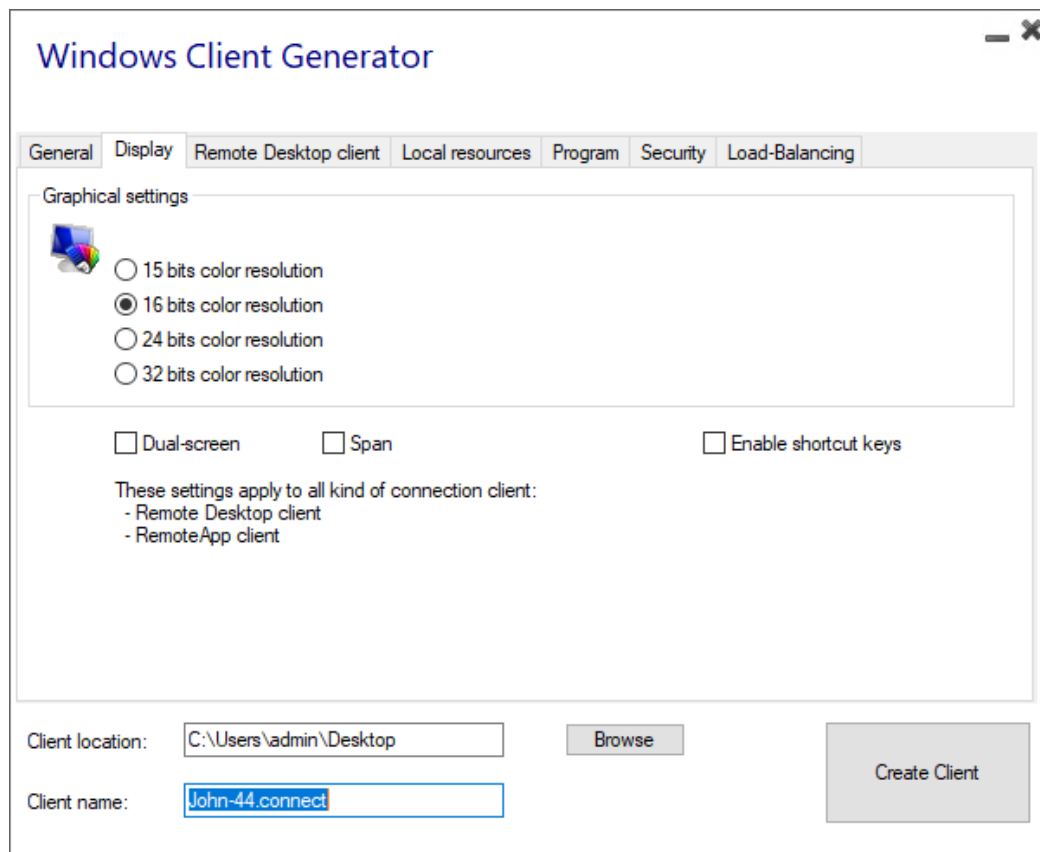 Windows Client Generator
General Display Remote Desktop client Local resources Program Security Load-Balancing
Graphical settings
15 bits color resolution
16 bits color resolution
24 bits color resolution
32 bits color resolution
Dual-screen Span Enable shortcut keys
These settings apply to all kind of connection client:
- Remote Desktop client
- RemoteApp client
Client location: C:\Users\admin\Desktop Browse
Create Client
Client name: John-44.connect